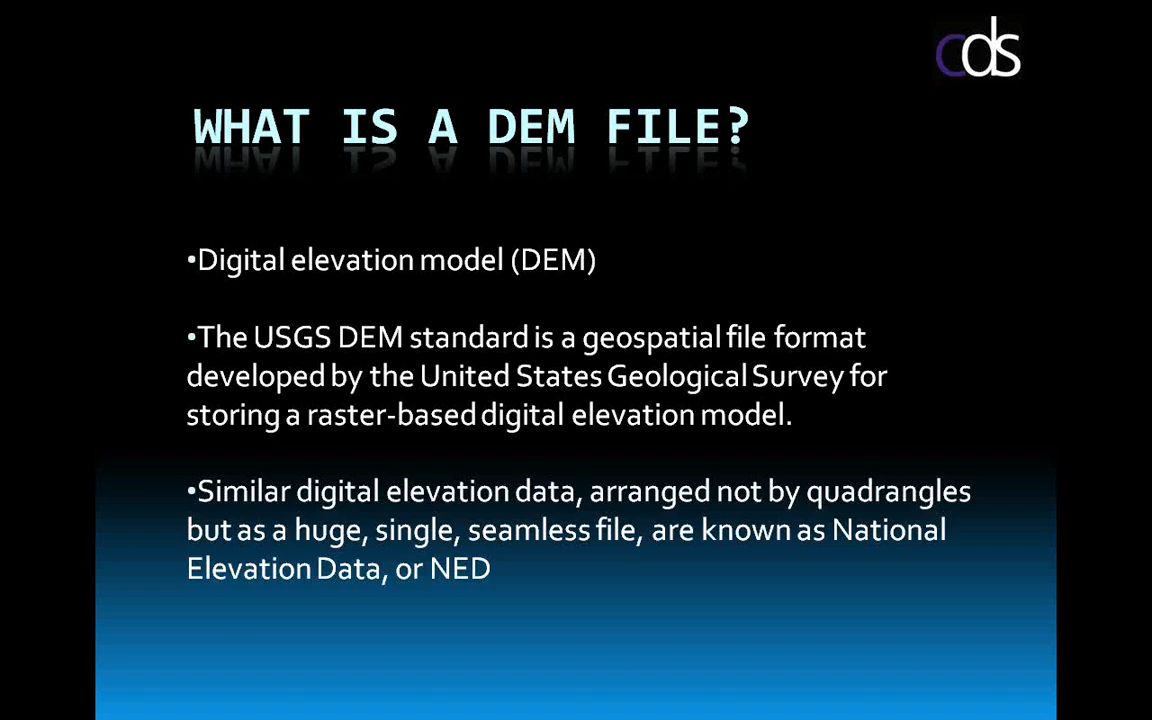 cds
WHAT IS A DEM FILE?
•Digital elevation model (DEM)
•The USGS DEM standard is a geospatial file format
developed by the United States Geological Survey for
storing a raster-based digital elevation model.
•Similar digital elevation data, arranged not by quadrangles
but as a huge, single, seamless file, are known as National
Elevation Data, or NED